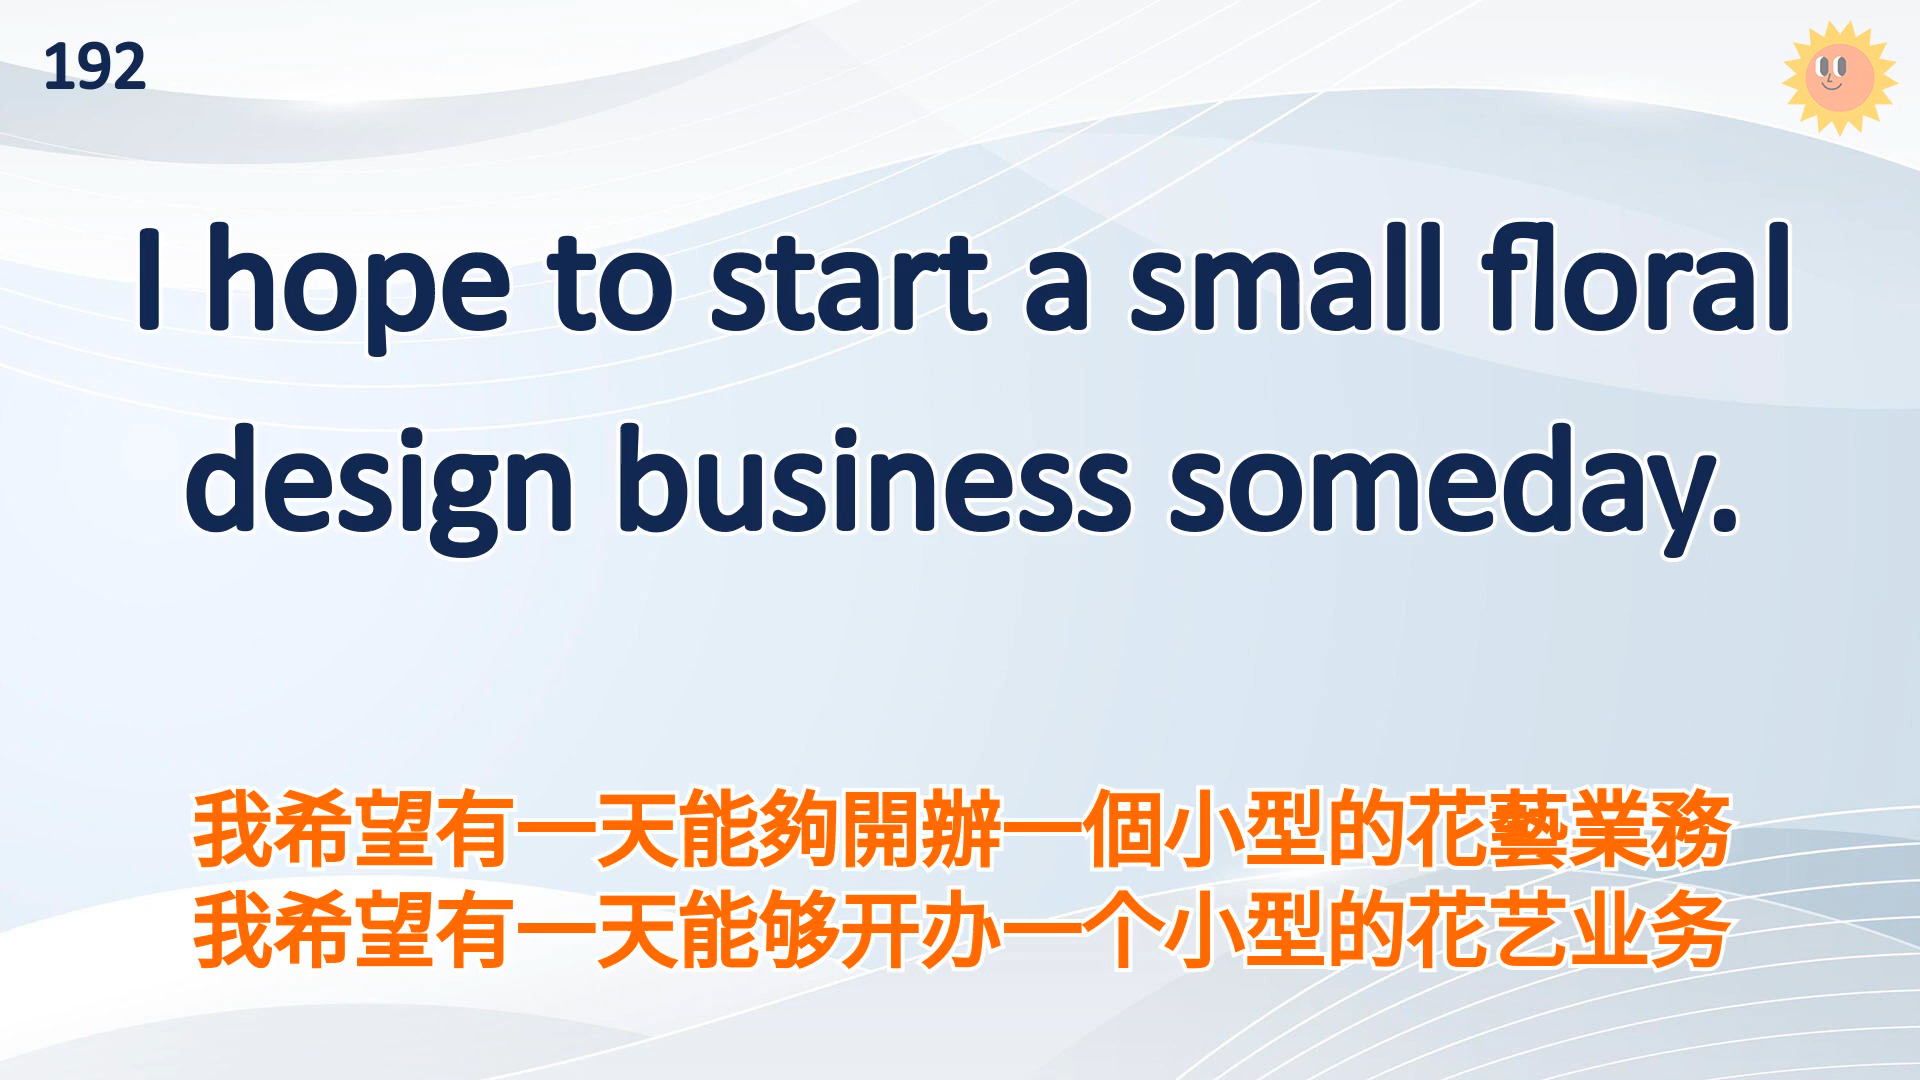 192
I hope to start a small floral
design business someday.
我希望有一天能夠開辦一個小型的花藝業務
我希望有一天能够开办一个小型的花艺业务